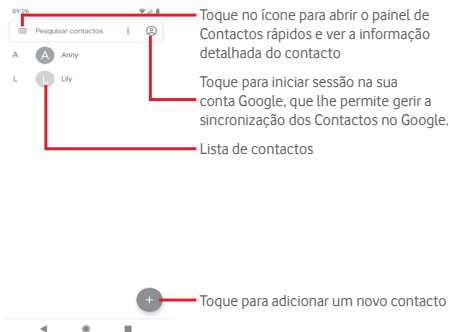 09:26
Pesquisar contactos
A A Anny
L L Lily
Toque no ícone para abrir o painel de
Contactos rápidos e ver a informação
detalhada do contacto
Toque para iniciar sessão na sua
conta Google, que lhe permite gerir a
sincronização dos Contactos no Google.
Lista de contactos
Toque para adicionar um novo contacto